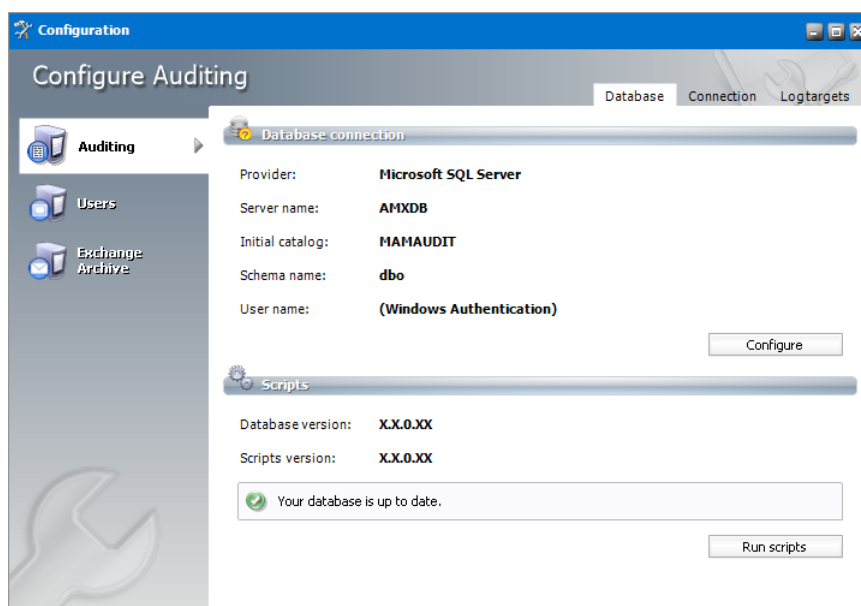 Configuration
Configure Auditing
Database Connection Logtargets
Auditing
Users
Exchange
Archive
Database connection
Provider: Microsoft SQL Server
Server name: AMXDB
Initial catalog: MAMAUDIT
Schema name: dbo
User name: (Windows Authentication)
Configure
Scripts
Database version: X.X.0.XX
Scripts version: X.X.0.XX
Your database is up to date.
Run scripts